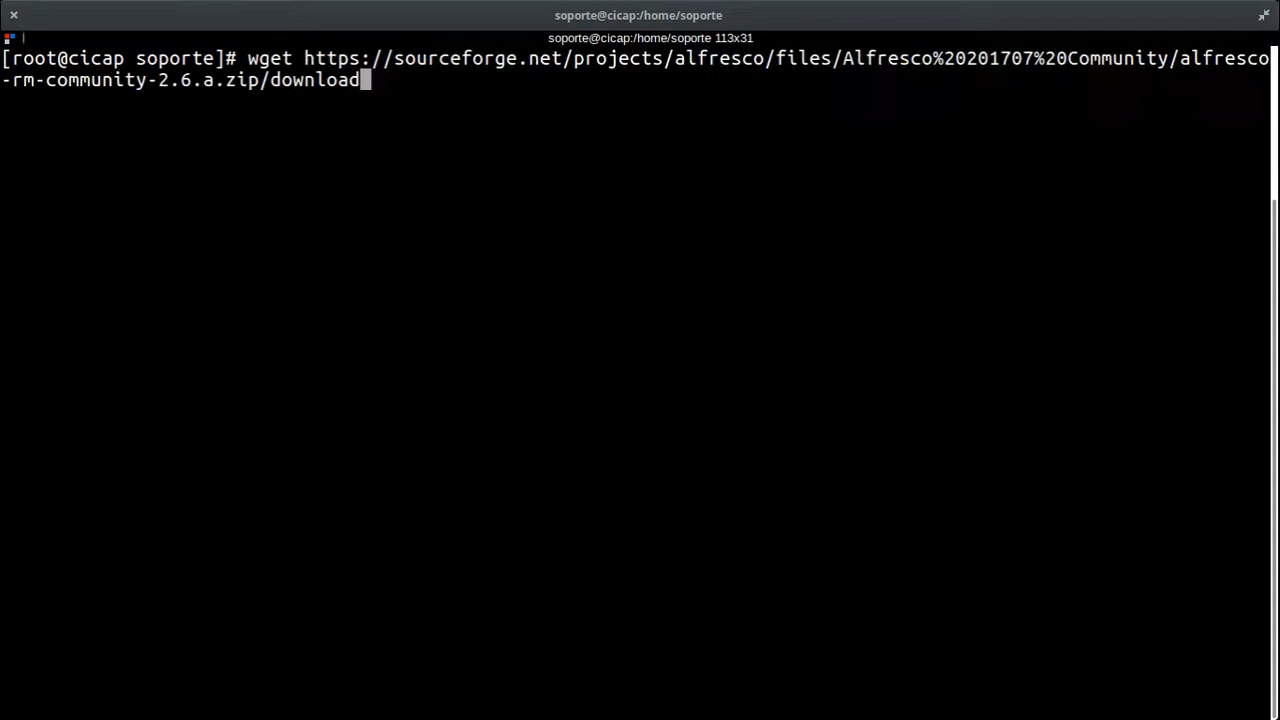 soporte@cicap:/home/soporte
soporte@cicap:/home/soporte 113x31
[root@cicap soporte]# wget https://sourceforge.net/projects/alfresco/files/Alfresco%20201707%20Community/alfresco
-rm-community-2.6.a.zip/download